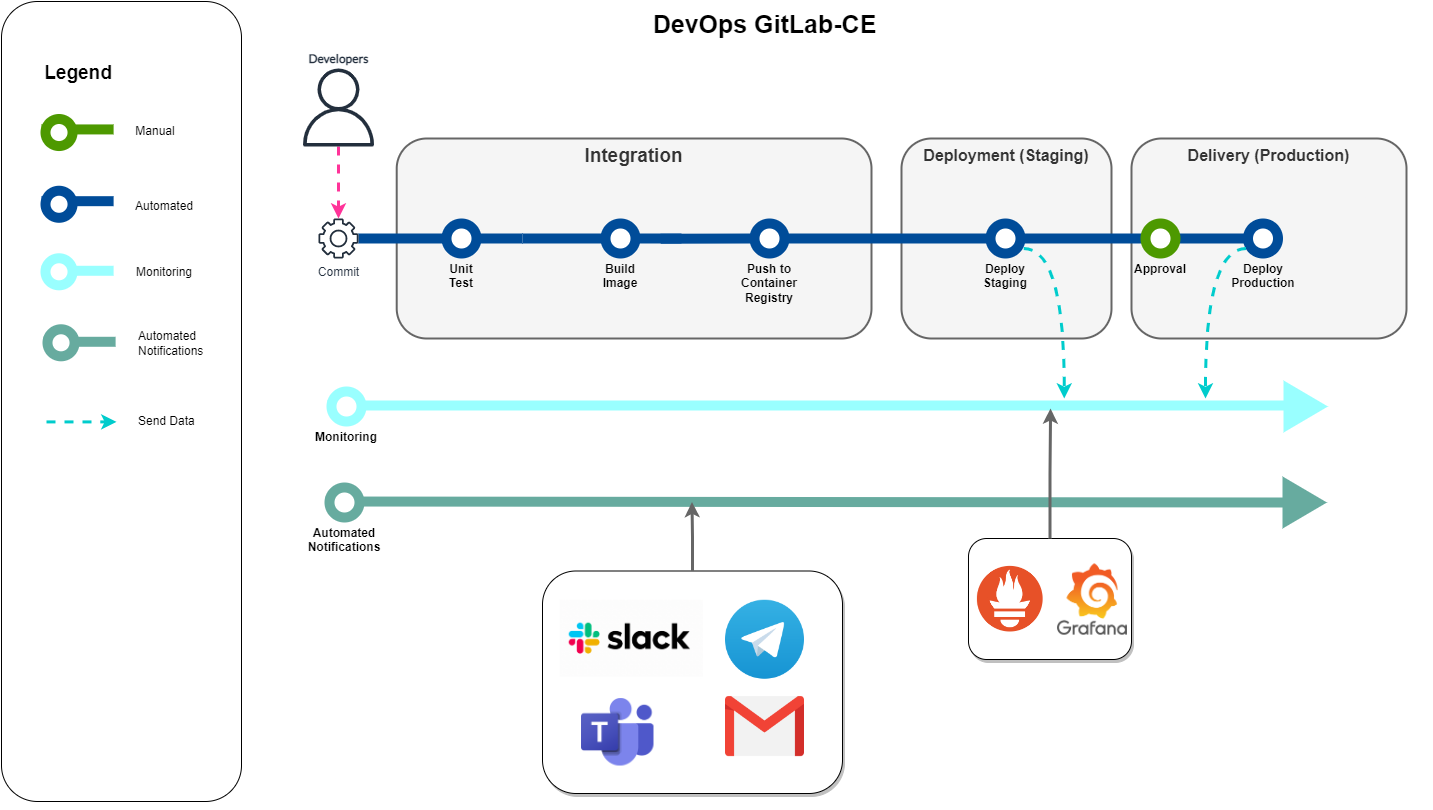 DevOps GitLab-CE
Legend
Manual
Automated
Monitoring
Automated
Notifications
Send Data
Developers
Commit
Integration
Unit
Test
Build
Image
Push to
Container
Registry
Deployment (Staging)
Deploy
Staging
Delivery (Production)
Approval
Deploy
Production
Monitoring
Automated
Notifications
slack
T
Grafana